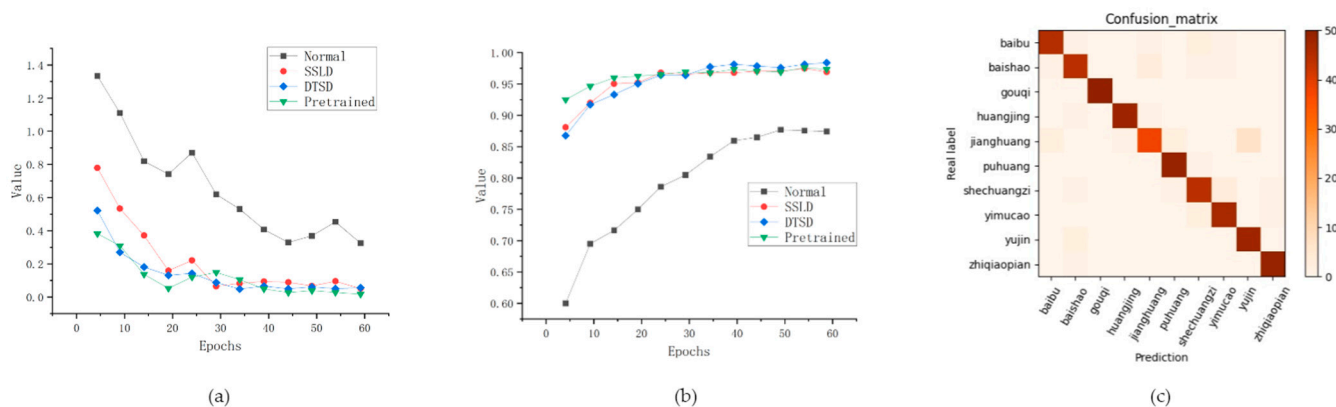 Normal
SSLD
DTSD
Pretrained
1.4
1.2
1.0
0.8
0.6
0.4
0.2
0.0
Value
0 10 20 30 40 50 60
Epochs
(a)
1.00
0.95
0.90
0.85
0.80
0.75
0.70
0.65
0.60
Value
Normal
SSLD
DTSD
Pretrained
0 10 20 30 40 50 60
Epochs
(b)
Confusion_matrix
baibu
baishao
gouqi
huangjing
jianghuang
puhuang
shechuangzi
yimucao
yujin
zhiqiaopian
Real label
baibu
baishao
gouqi
huangjing
jianghuang
puhuang
shechuangzi
yimucao
yujin
zhiqiaopian
Prediction
50
40
30
20
10
0
(c)